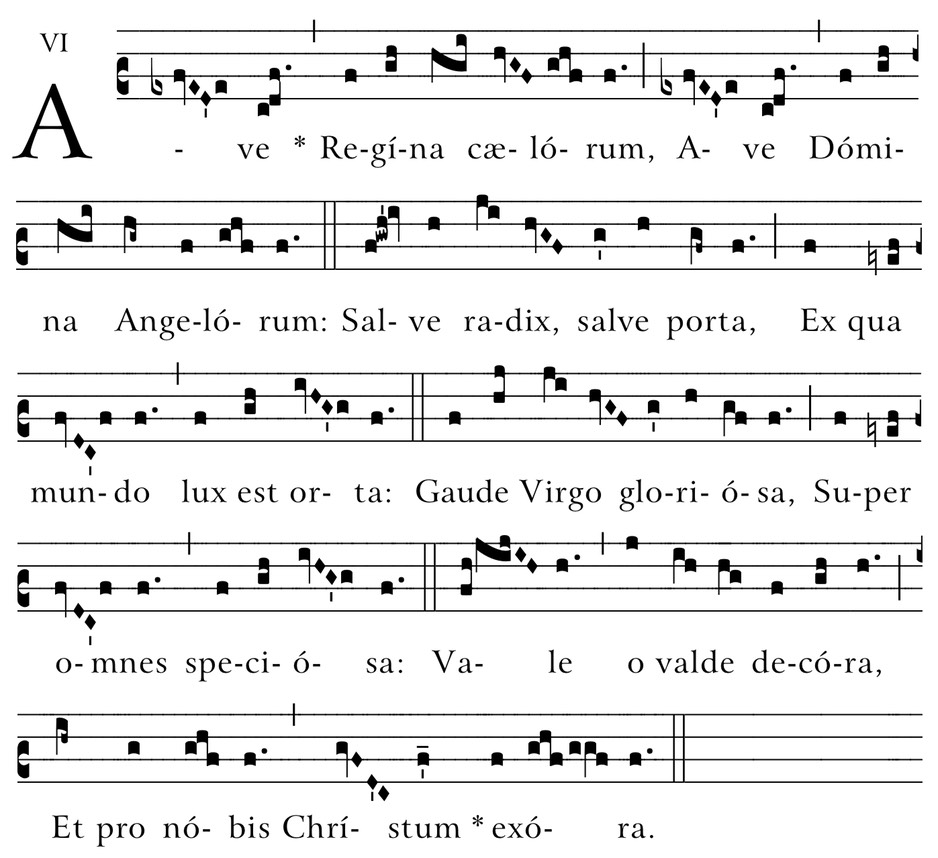 VI
A - ve * Re-gí-na cæ- ló- rum, A- ve Dómi-
na Ange-ló- rum: Sal- ve ra-dix, salve porta, Ex qua
mun-do lux est or- ta: Gaude Virgo glo-ri- ó- sa, Su-per
o- mnes spe-ci- ó- sa: Va- le o valde de-có-ra,
Et pro nó- bis Chrí- stum * exó- ra.